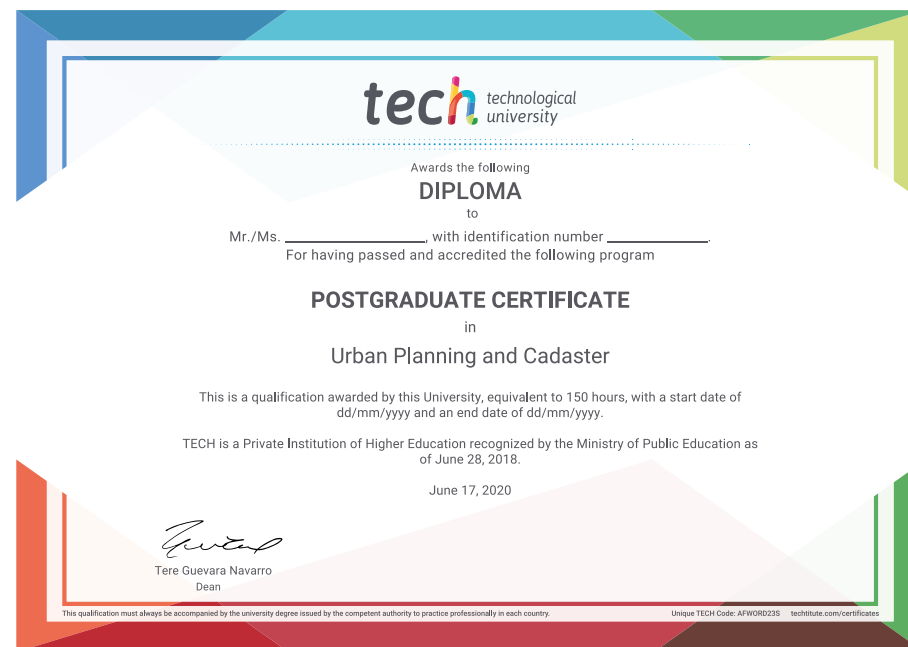 tech technological
university
Awards the following
DIPLOMA
to
Mr./Ms. ____________________, with identification number ______________.
For having passed and accredited the following program
POSTGRADUATE CERTIFICATE
in
Urban Planning and Cadaster
This is a qualification awarded by this University, equivalent to 150 hours, with a start date of
dd/mm/yyyy and an end date of dd/mm/yyyy.
TECH is a Private Institution of Higher Education recognized by the Ministry of Public Education as
of June 28, 2018.
June 17, 2020
Tere Guevara Navarro
Dean
This qualification must always be accompanied by the university degree issued by the competent authority to practice professionally in each country. Unique TECH Code: AFWORD23S techtitute.com/certificates